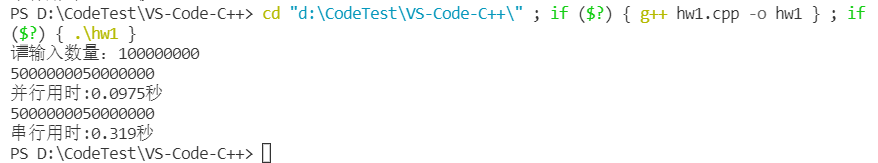 PS D:\CodeTest\VS-Code-C++> cd "d:\CodeTest\VS-Code-C++\" ; if ($?) { g++ hw1.cpp -o hw1 } ; if
($?) { .\hw1 }
请输入数量：100000000
5000000050000000
并行用时:0.0975秒
5000000050000000
串行用时:0.319秒
PS D:\CodeTest\VS-Code-C++>